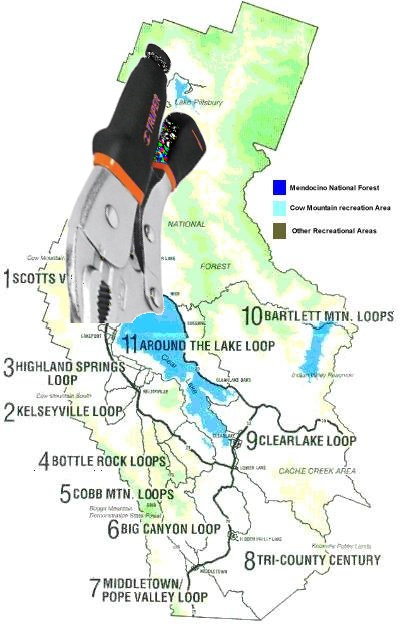 Lake Pillsbury
TRUPER
Mendocino National Forest
Cow Mountain recreation Area
Other Recreational Areas
NATIONAL
FOREST
1 SCOTTS V
10 BARTLETT MTN. LOOPS
LAKEPORT
11 AROUND THE LAKE LOOP
Clear Lake
Indian Valley Reservoir
3 HIGHLAND SPRINGS
LOOP
CLEARLAKE OAKS
KELSEYVILLE
Cow Mountain South
2 KELSEYVILLE LOOP
CLEARLAKE
9 CLEARLAKE LOOP
4 BOTTLE ROCK LOOPS
LOWER LAKE
CACHE CREEK AREA
5 COBB MTN. LOOPS
COBB
Boggs Mountain
Demonstration State Forest
6 BIG CANYON LOOP
HIDDEN VALLEY LAKE
Knoxville Public Lands
8 TRI-COUNTY CENTURY
MIDDLETOWN
7 MIDDLETOWN/
POPE VALLEY LOOP